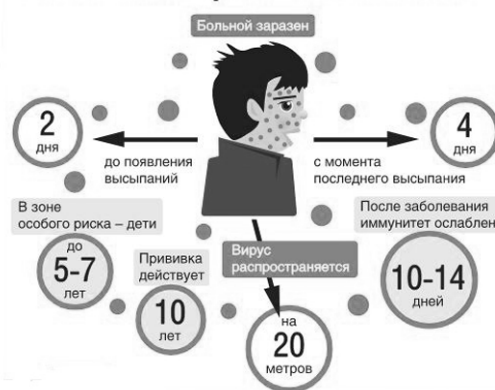 Больной заразен
2
дня
до появления
высыпаний
4
дня
с момента
последнего высыпания
В зоне
особого риска – дети
до
5-7
лет
Прививка
действует
10
лет
Вирус
распространяется
на
20
метров
После заболевания
иммунитет ослаблен
10-14
дней